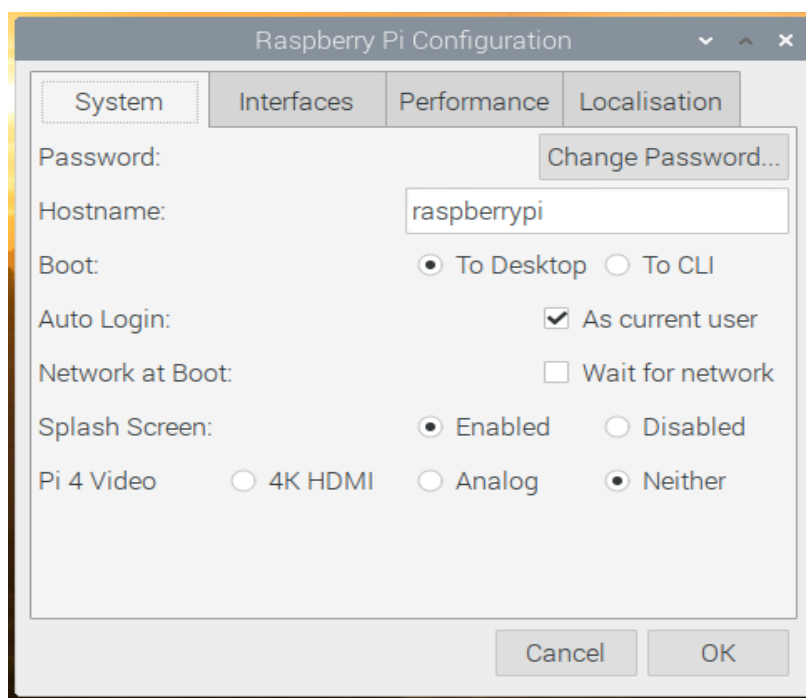 Raspberry Pi Configuration
System Interfaces Performance Localisation
Password: Change Password...
Hostname: raspberrypi
Boot: To Desktop To CLI
Auto Login: As current user
Network at Boot: Wait for network
Splash Screen: Enabled Disabled
Pi 4 Video 4K HDMI Analog Neither
Cancel OK